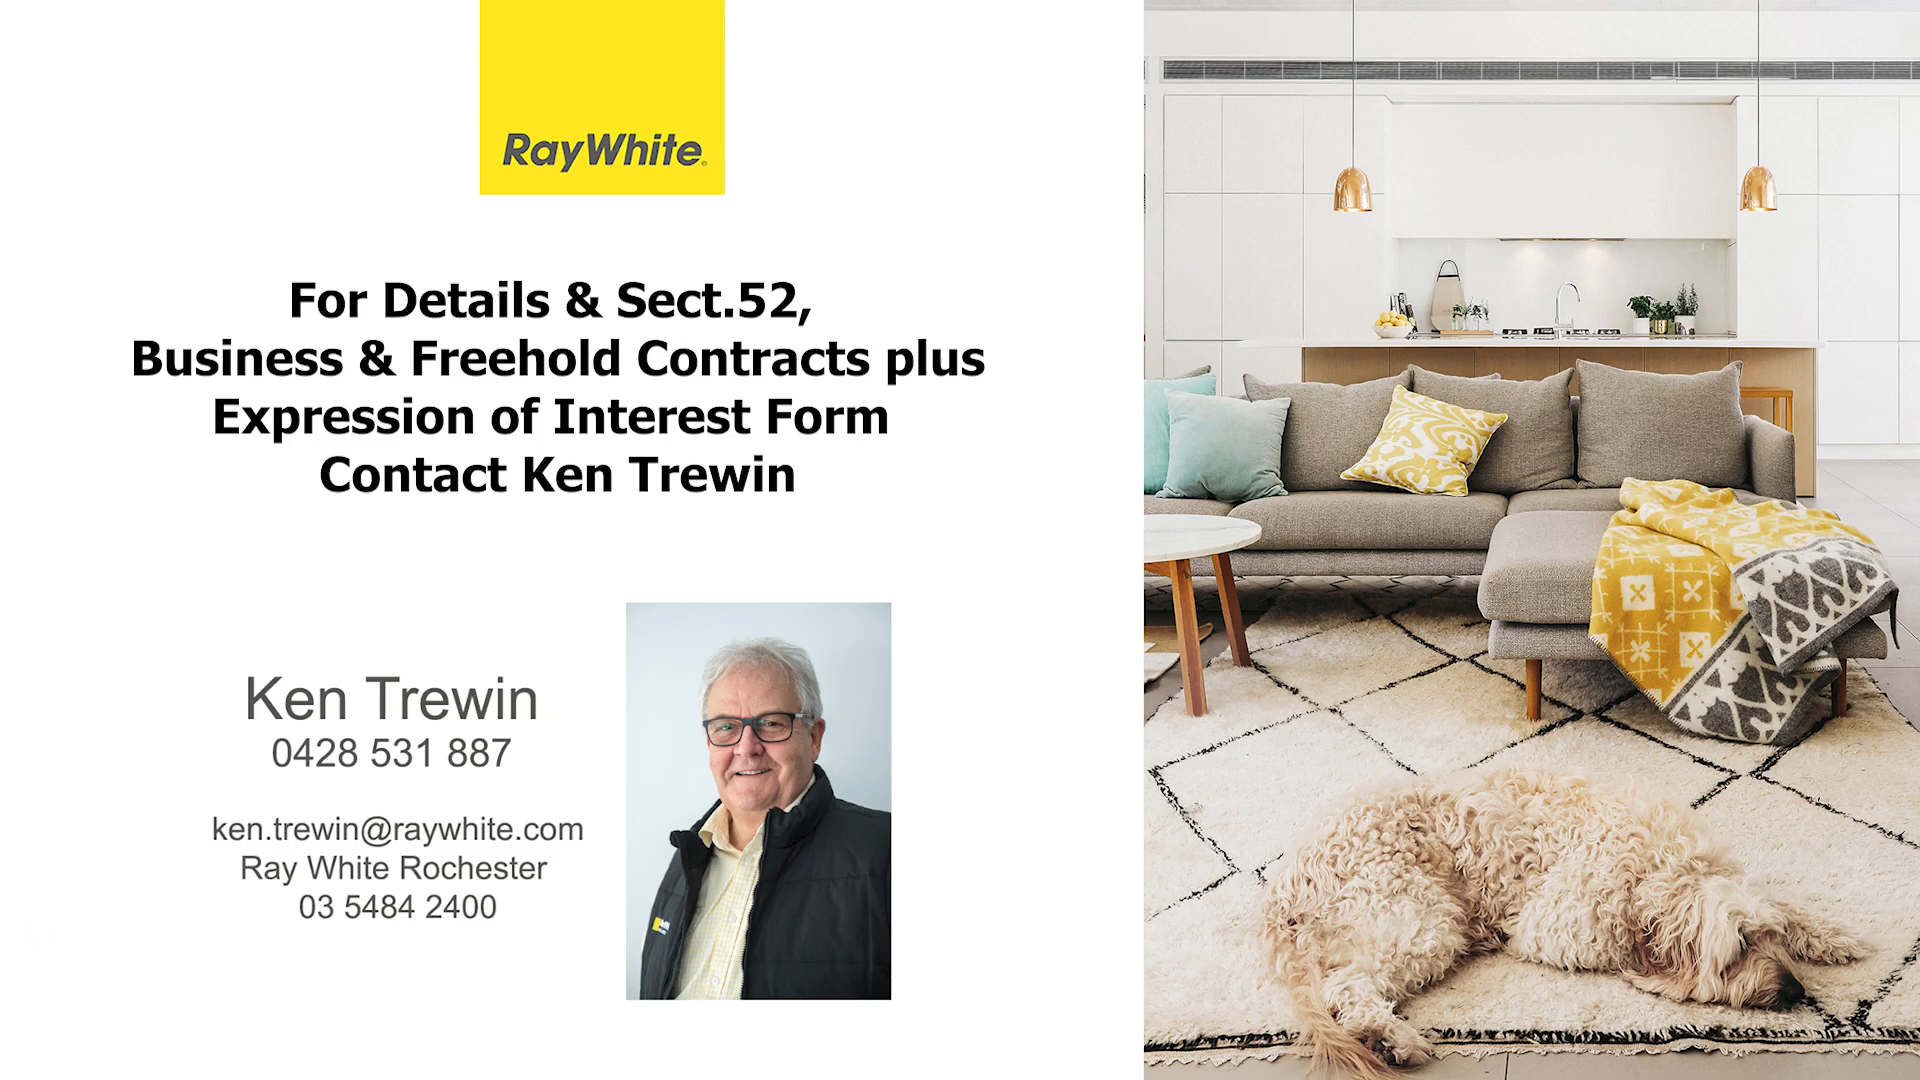 RayWhite
For Details & Sect.52,
Business & Freehold Contracts plus
Expression of Interest Form
Contact Ken Trewin
Ken Trewin
0428 531 887
ken.trewin@raywhite.com
Ray White Rochester
03 5484 2400